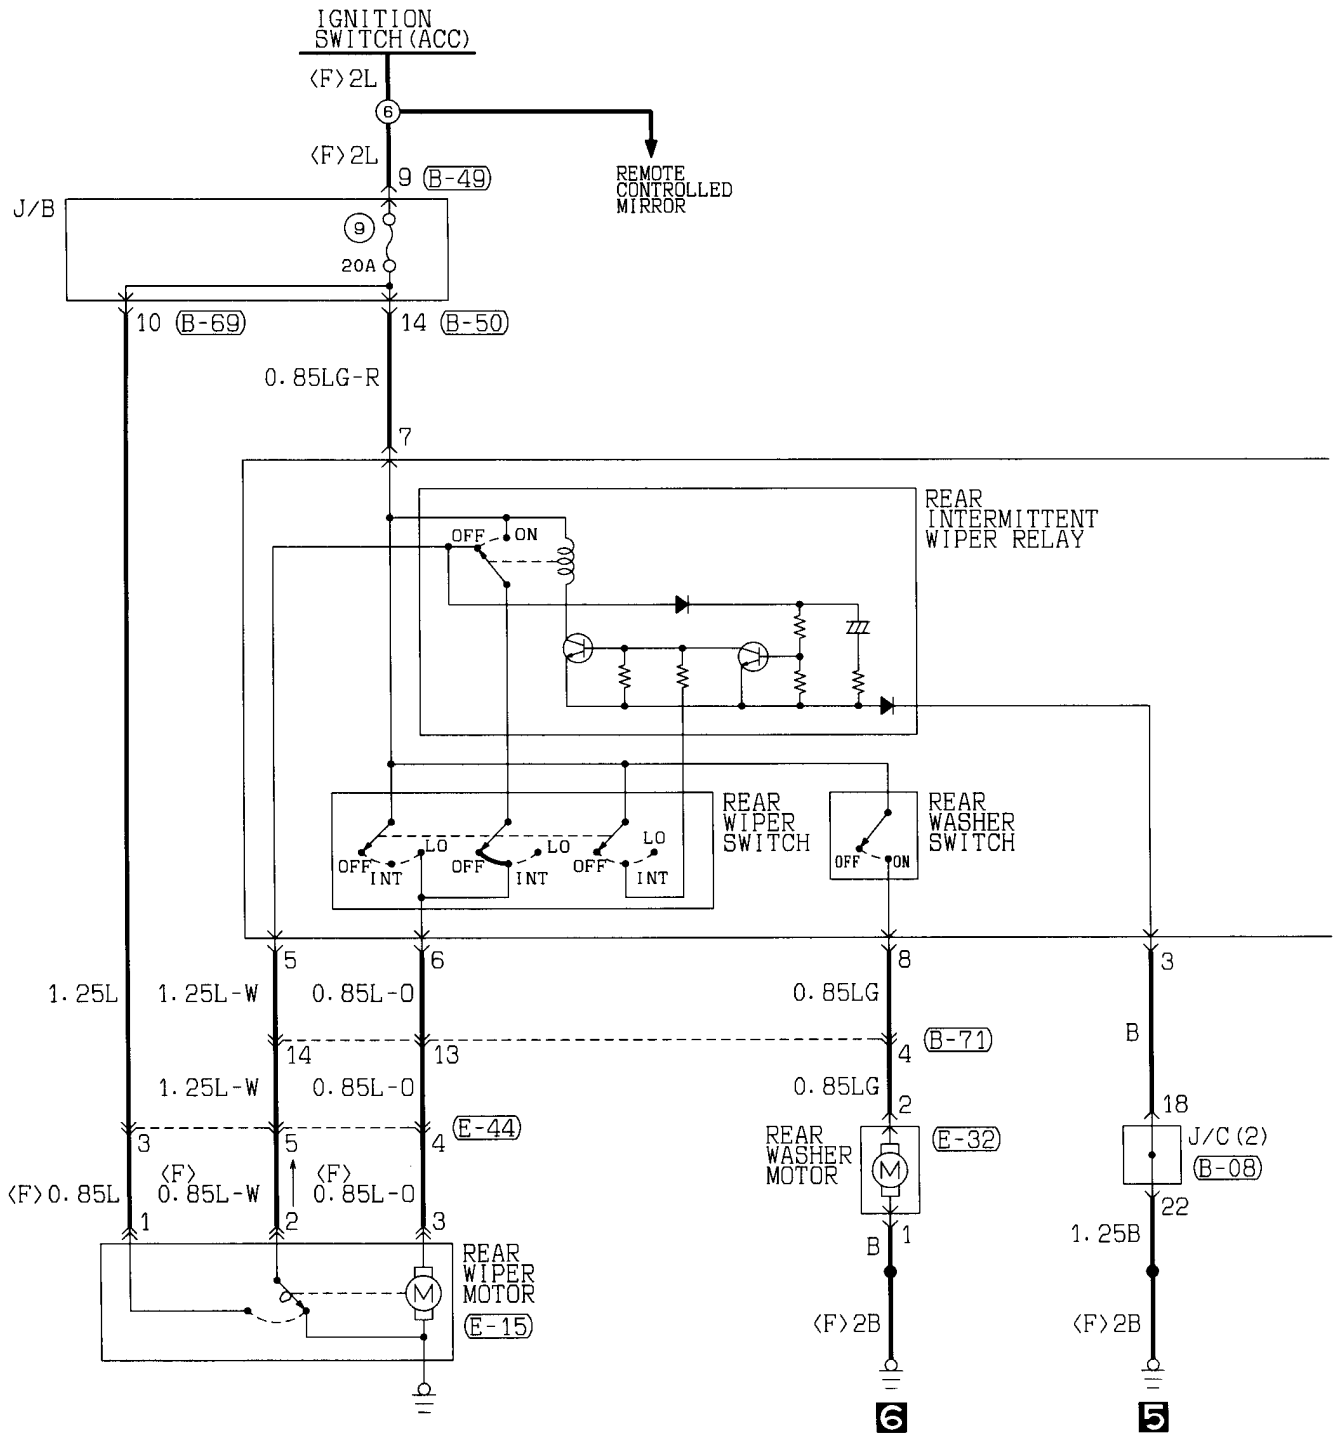 IGNITION
SWITCH(ACC)
<F>2L
6
<F>2L
REMOTE
CONTROLLED
MIRROR
9 B-49
J/B
9
20A
10 B-69
14 B-50
0.85LG-R
7
REAR
INTERMITTENT
WIPER RELAY
OFF ON
REAR
WIPER
SWITCH
REAR
WASHER
SWITCH
OFF INT LO
OFF INT LO
OFF INT LO
OFF ON
5 6 8 3
1.25L 1.25L-W 0.85L-O 0.85LG
B
14 13 4 B-71
1.25L-W 0.85L-O 0.85LG
2 18
3 5 4 E-44
REAR
WASHER
MOTOR
E-32
M
J/C(2)
B-08
<F>0.85L
<F>
0.85L-W
<F>
0.85L-O
1 2 3
1 22
B 1.25B
REAR
WIPER
MOTOR
E-15
M
<F>2B <F>2B
6 5